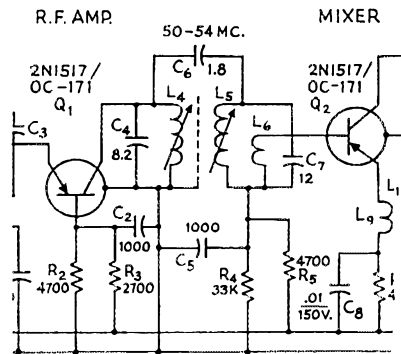 R.F. AMP.
MIXER
50-54 MC.
C6
1.8
2N1517/
OC-171
Q1
2N1517/
OC-171
Q2
L4
L5
L6
C3
C4
8.2
C7
12
C2
1000
1000
C5
L9
R2
4700
R3
2700
R4
33K
4700
R5
.01
150V.
C8